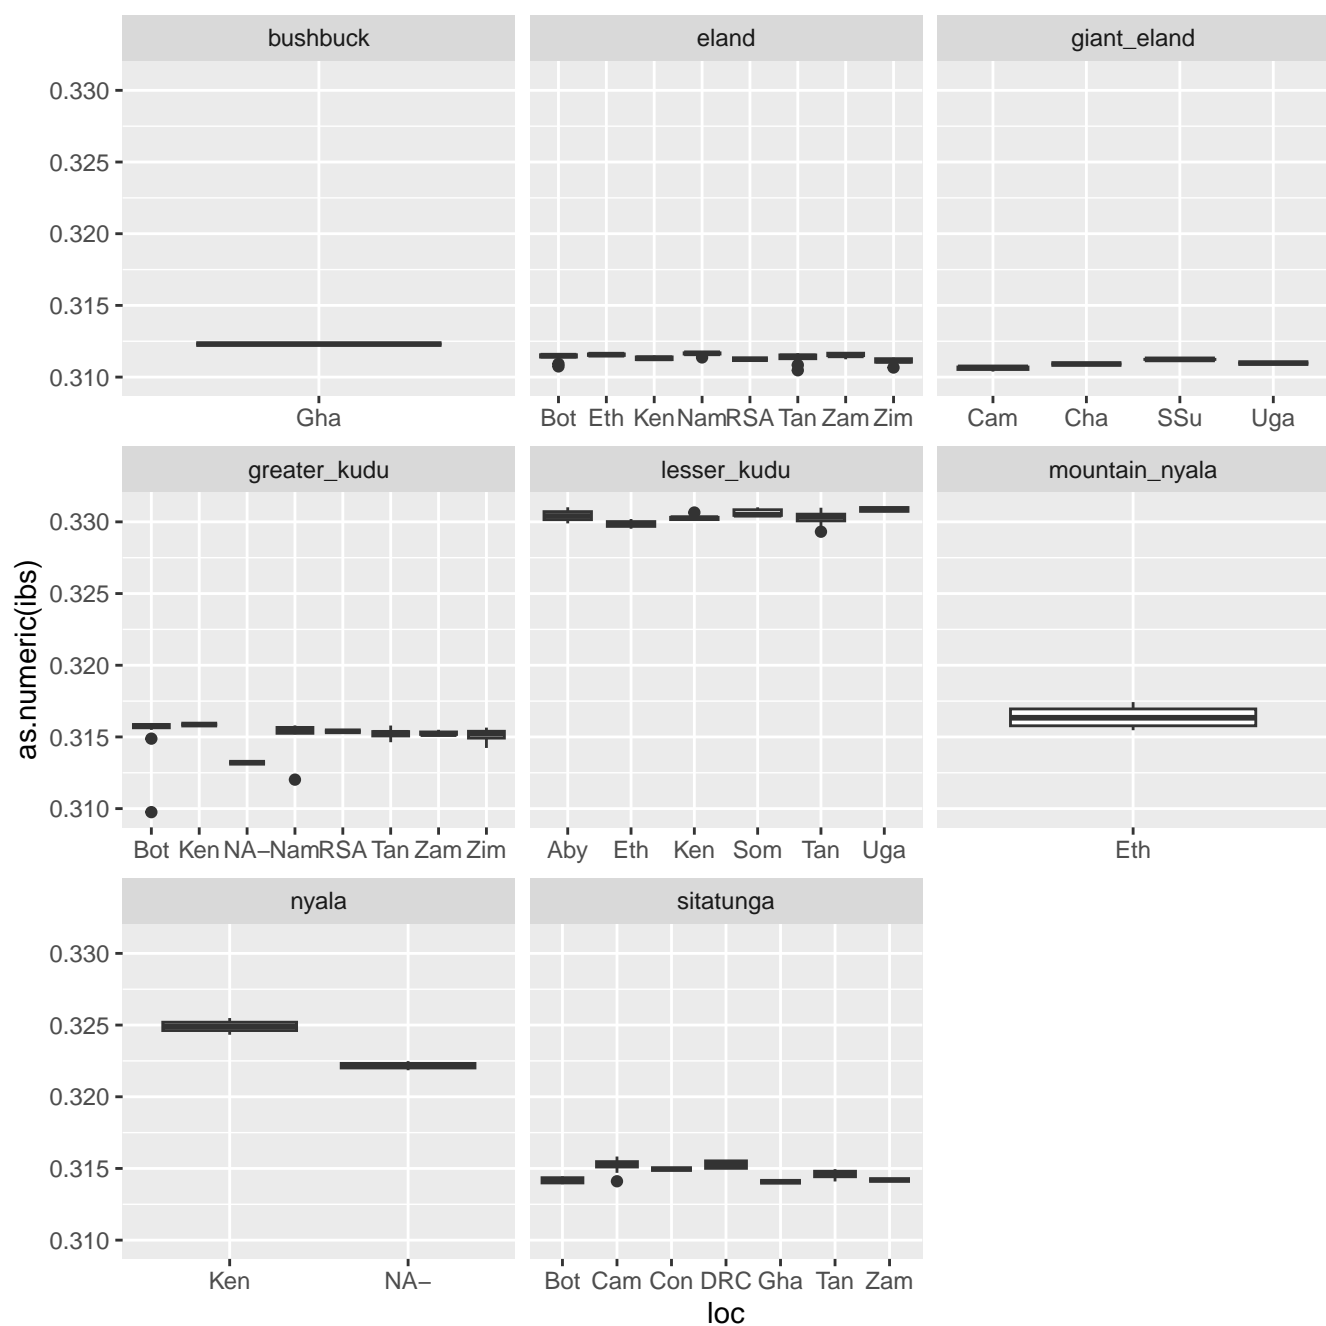 bushbuck eland giant_eland
0.330
0.325
0.320
0.315
0.310
Gha Bot Eth Ken Nam RSA Tan Zam Zim Cam Cha SSu Uga
greater_kudu lesser_kudu mountain_nyala
as.numeric(ibs)
0.330
0.325
0.320
0.315
0.310
Bot Ken NA− Nam RSA Tan Zam Zim Aby Eth Ken Som Tan Uga Eth
nyala sitatunga
0.330
0.325
0.320
0.315
0.310
Ken NA− Bot Cam Con DRC Gha Tan Zam
loc